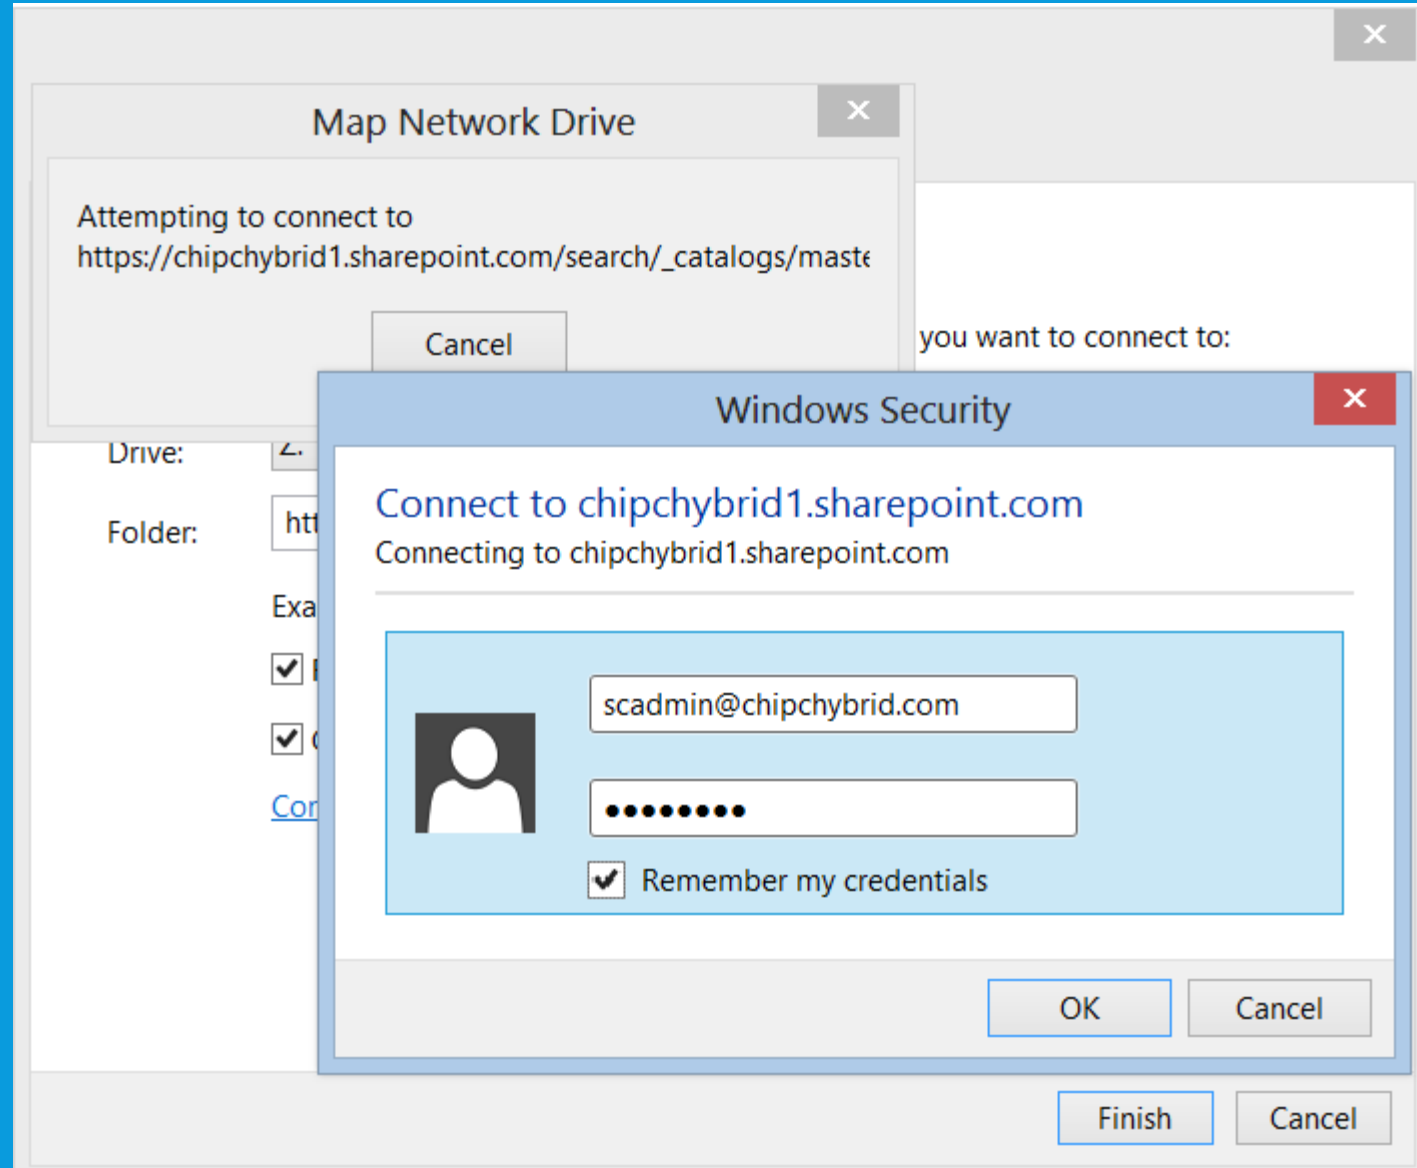 Map Network Drive
Attempting to connect to
https://chipchybrid1.sharepoint.com/search/_catalogs/maste
Cancel
you want to connect to:
Drive:
Folder:
Windows Security
Connect to chipchybrid1.sharepoint.com
Connecting to chipchybrid1.sharepoint.com
scadmin@chipchybrid.com
••••••••
Remember my credentials
OK
Cancel
Finish
Cancel